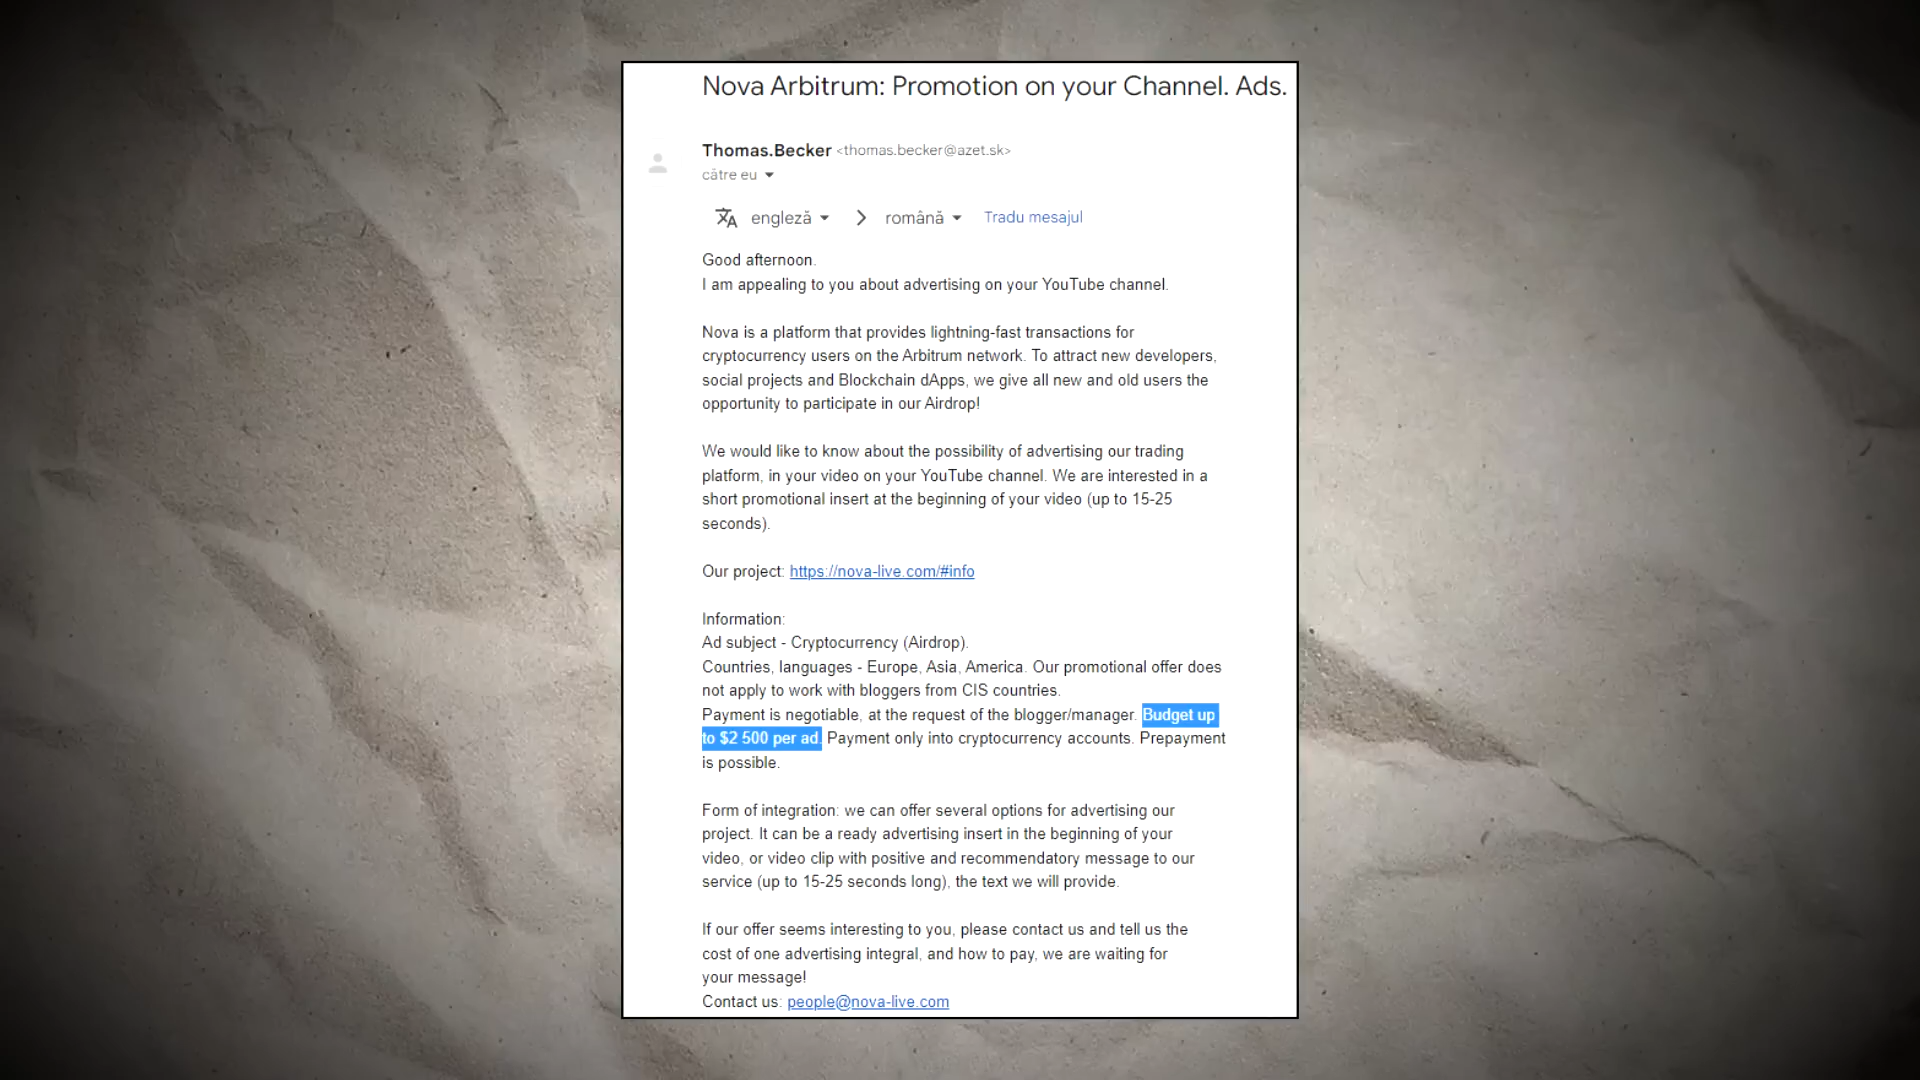 Nova Arbitrum: Promotion on your Channel. Ads.
Thomas.Becker <thomas.becker@azet.sk>
către eu
engleză > română Tradu mesajul
Good afternoon.
I am appealing to you about advertising on your YouTube channel.
Nova is a platform that provides lightning-fast transactions for
cryptocurrency users on the Arbitrum network. To attract new developers,
social projects and Blockchain dApps, we give all new and old users the
opportunity to participate in our Airdrop!
We would like to know about the possibility of advertising our trading
platform, in your video on your YouTube channel. We are interested in a
short promotional insert at the beginning of your video (up to 15-25
seconds).
Our project: https://nova-live.com/#info
Information:
Ad subject - Cryptocurrency (Airdrop).
Countries, languages - Europe, Asia, America. Our promotional offer does
not apply to work with bloggers from CIS countries.
Payment is negotiable, at the request of the blogger/manager. Budget up
to $2 500 per ad. Payment only into cryptocurrency accounts. Prepayment
is possible.
Form of integration: we can offer several options for advertising our
project. It can be a ready advertising insert in the beginning of your
video, or video clip with positive and recommendatory message to our
service (up to 15-25 seconds long), the text we will provide.
If our offer seems interesting to you, please contact us and tell us the
cost of one advertising integral, and how to pay, we are waiting for
your message!
Contact us: people@nova-live.com